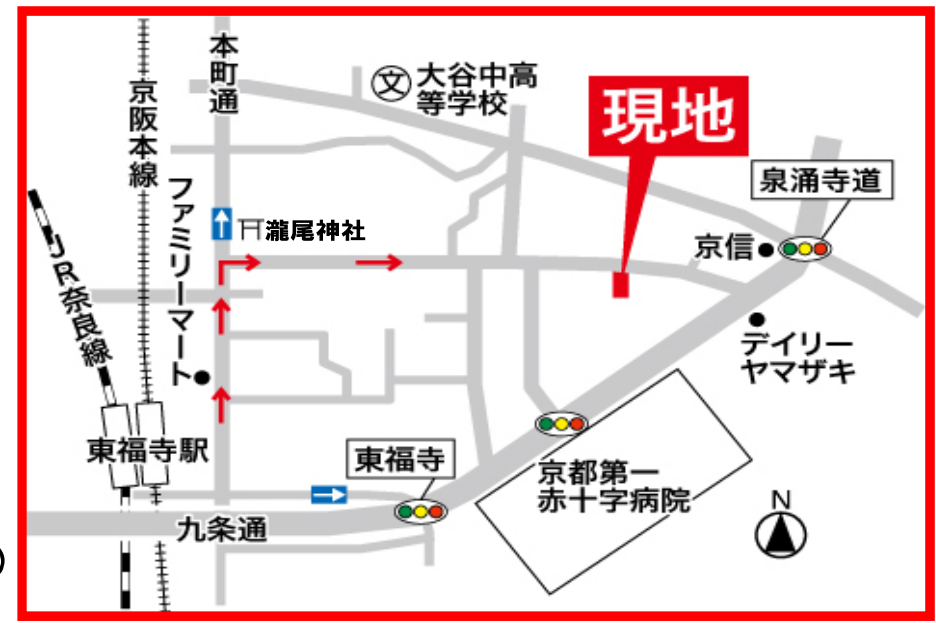 本町通
京阪本線
文
大谷中高
等学校
現地
泉涌寺道
ファミリーマート
瀧尾神社
京信
JR奈良線
デイリー
ヤマザキ
東福寺駅
東福寺
京都第一
赤十字病院
N
九条通
)